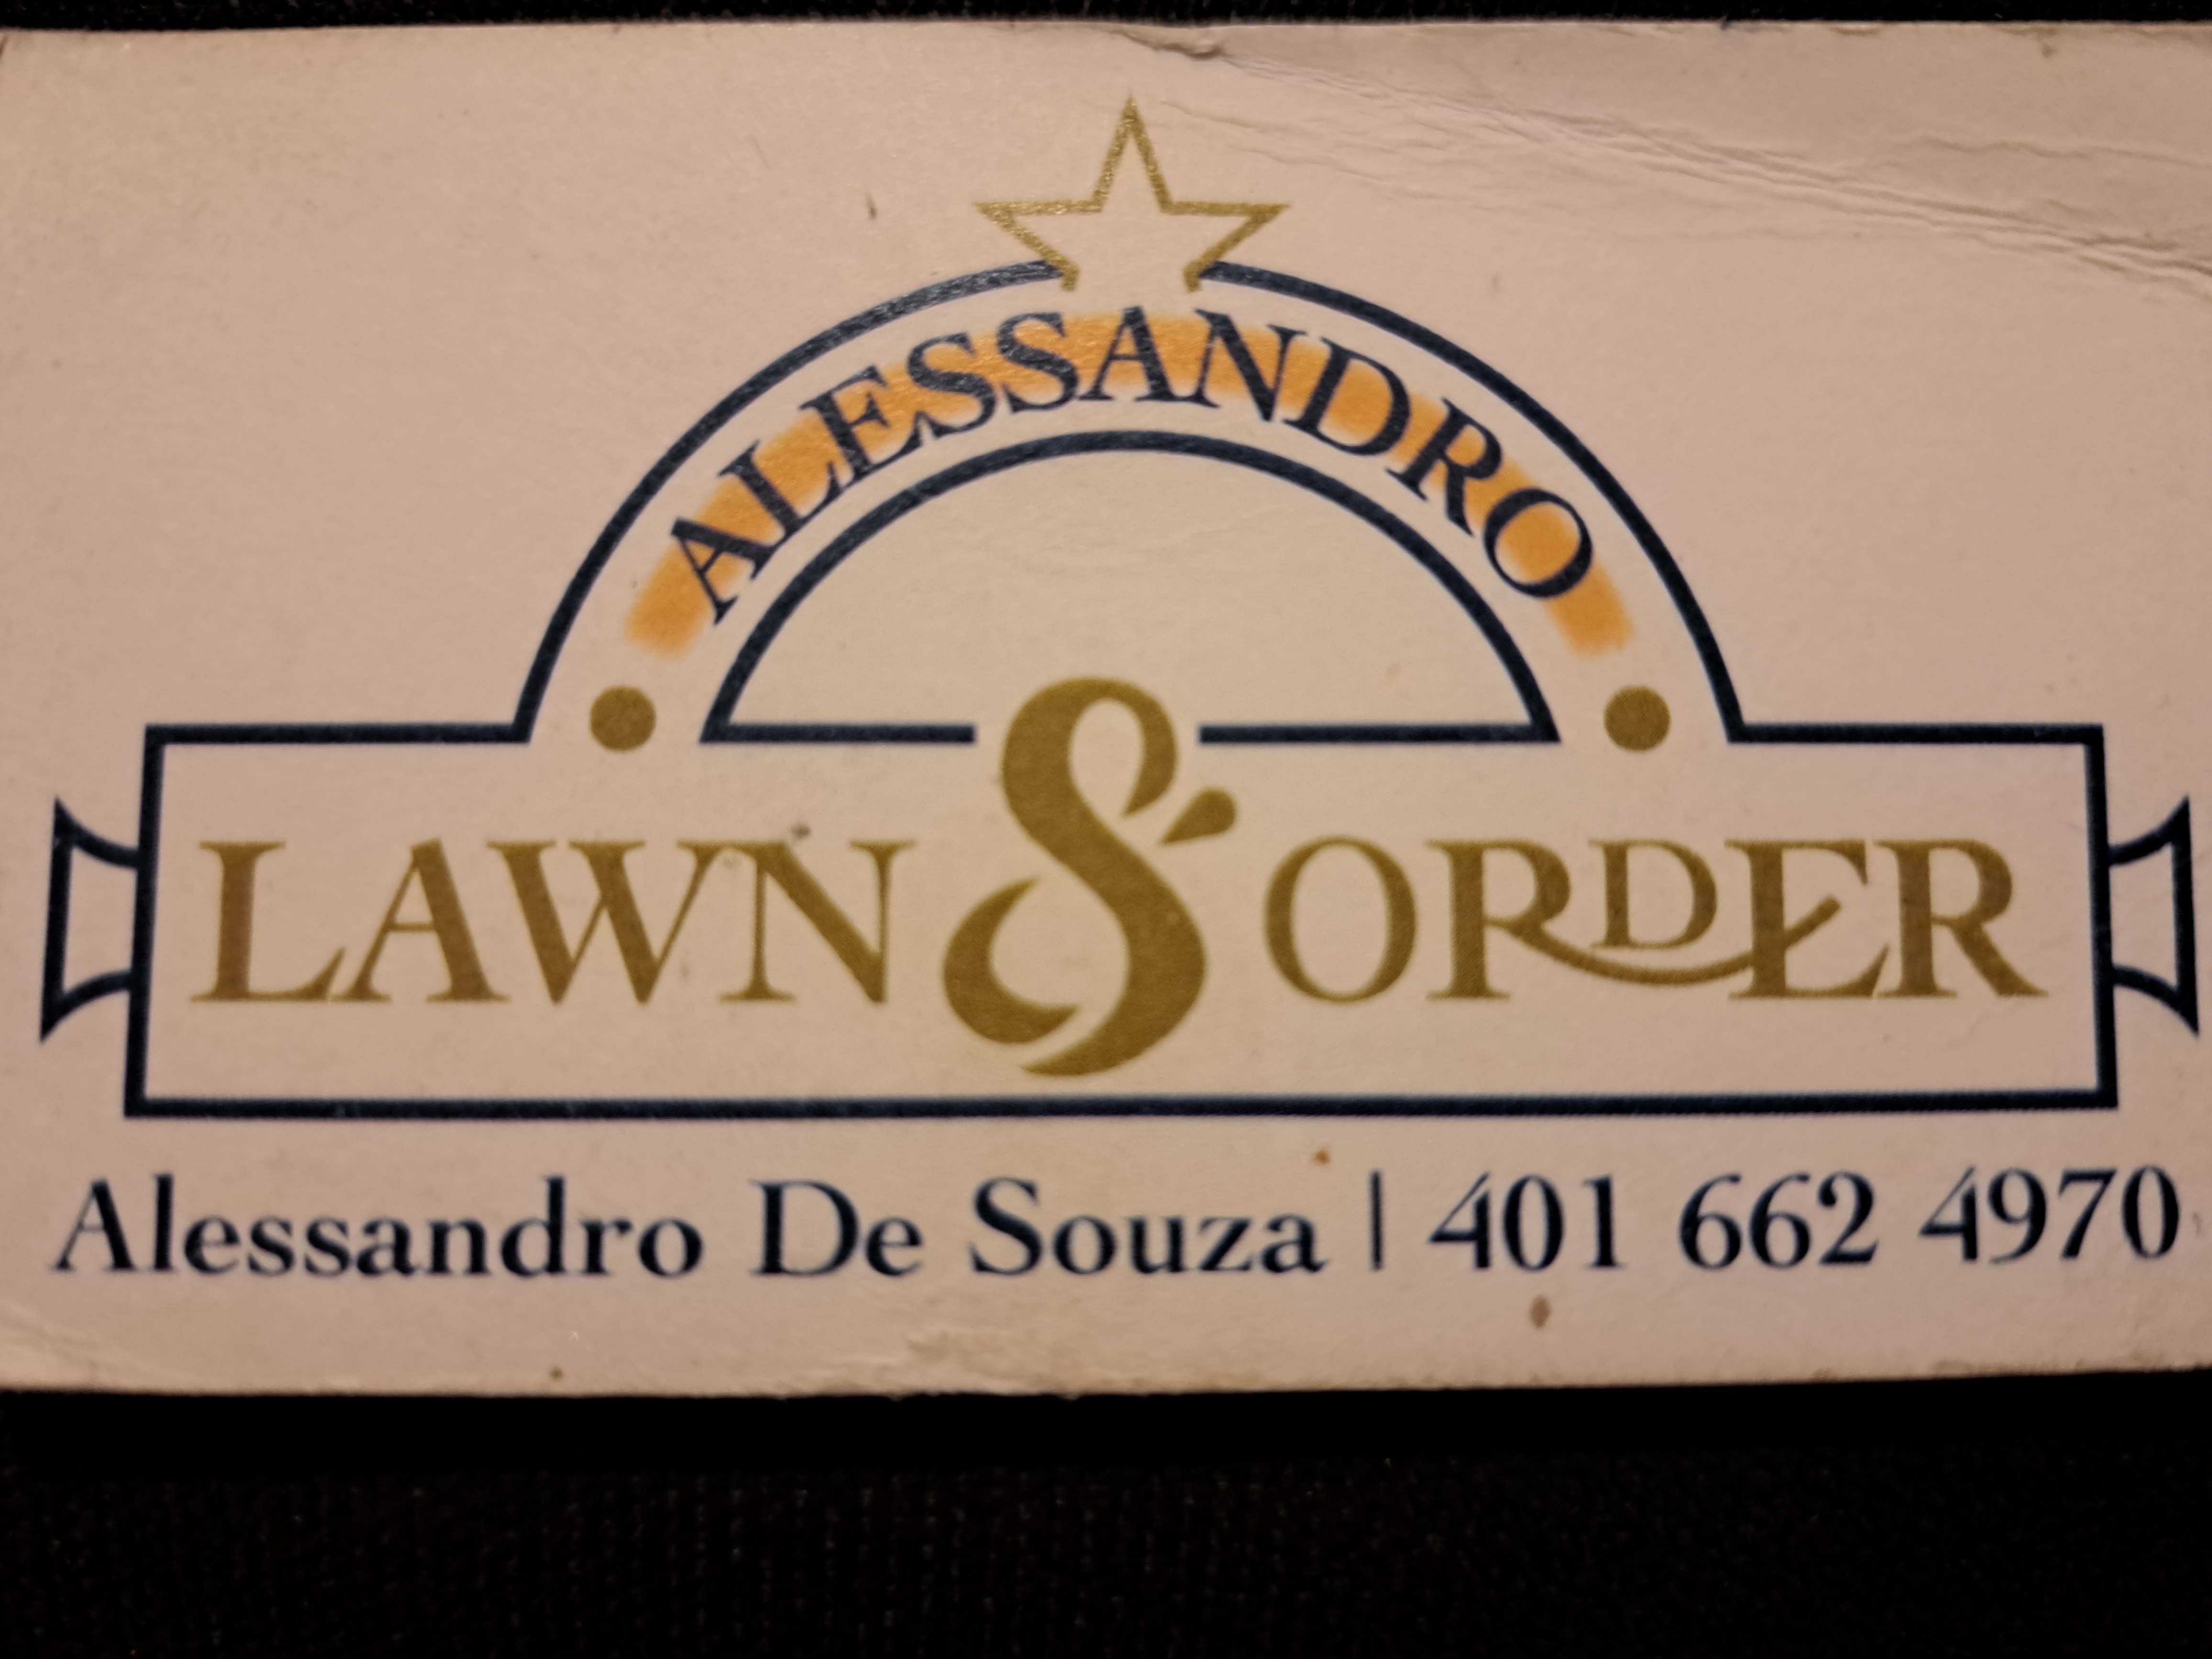 ALESSANDRO
LAWN & ORDER
Alessandro De Souza | 401 662 4970